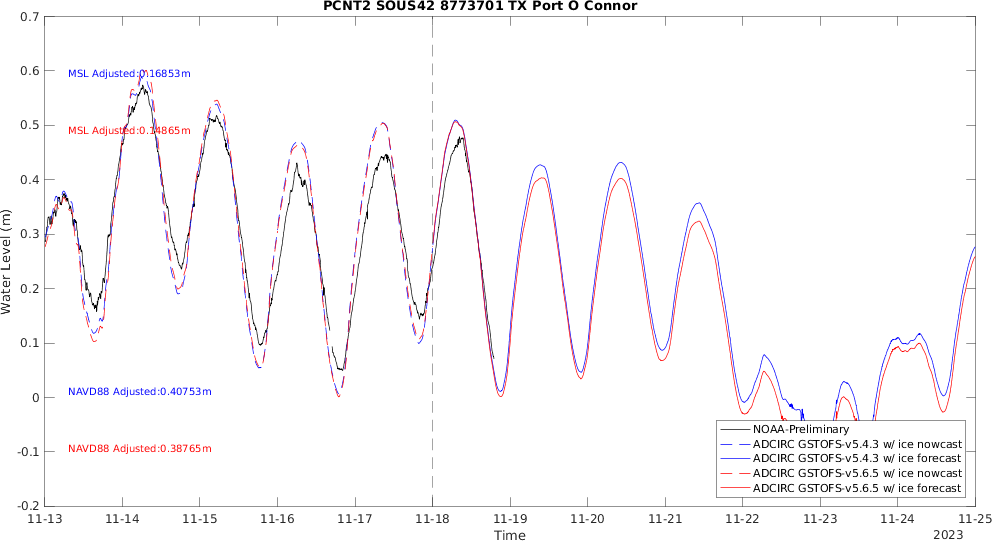 PCNT2 SOUS42 8773701 TX Port O Connor
0.7
0.6
0.5
0.4
0.3
0.2
0.1
0
-0.1
-0.2
Water Level (m)
MSL Adjusted:0.16853m
MSL Adjusted:0.14865m
NAVD88 Adjusted:0.40753m
NAVD88 Adjusted:0.38765m
NOAA-Preliminary
ADCIRC GSTOFS-v5.4.3 w/ ice nowcast
ADCIRC GSTOFS-v5.4.3 w/ ice forecast
ADCIRC GSTOFS-v5.6.5 w/ ice nowcast
ADCIRC GSTOFS-v5.6.5 w/ ice forecast
11-13 11-14 11-15 11-16 11-17 11-18 11-19 11-20 11-21 11-22 11-23 11-24 11-25
Time
2023